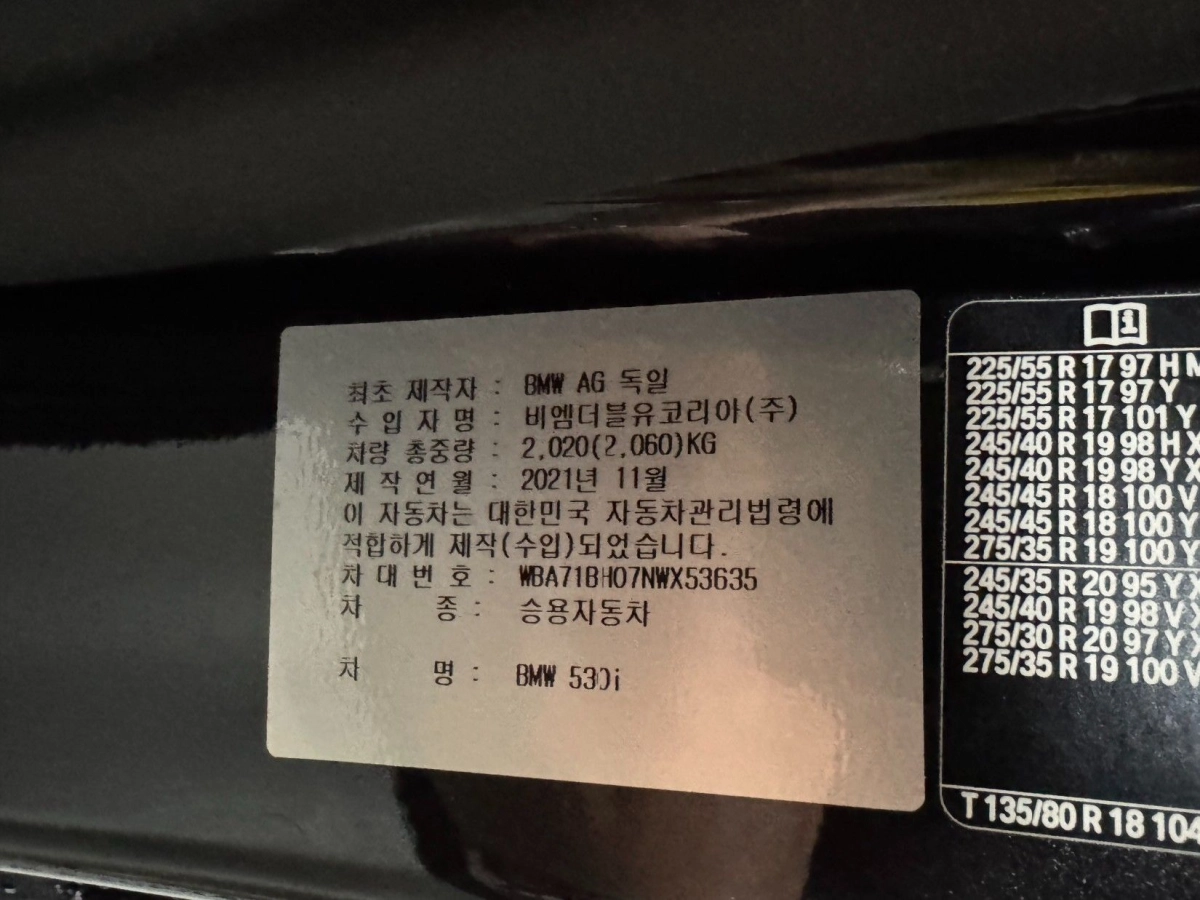 최초 제작자 : BMW AG 독일
수 입 자 명 : 비엠더블유코리아(주)
차량 총중량 : 2,020(2,060)KG
제 작 연 월 : 2021년 11월
이 자동차는 대한민국 자동차관리법령에
적합하게 제작(수입)되었습니다.
차 대 번 호 : WBA71BH07NWX53635
차 종 : 승용자동차
차 명 : BMW 530i
i
225/55 R 17 97 H M
225/55 R 17 97 Y
225/55 R 17 101 Y
245/40 R 19 98 H X
245/40 R 19 98 Y X
245/45 R 18 100 V
245/45 R 18 100 Y
275/35 R 19 100 Y
245/35 R 20 95 Y X
245/40 R 19 98 V X
275/30 R 20 97 Y X
275/35 R 19 100 V
T 135/80 R 18 104